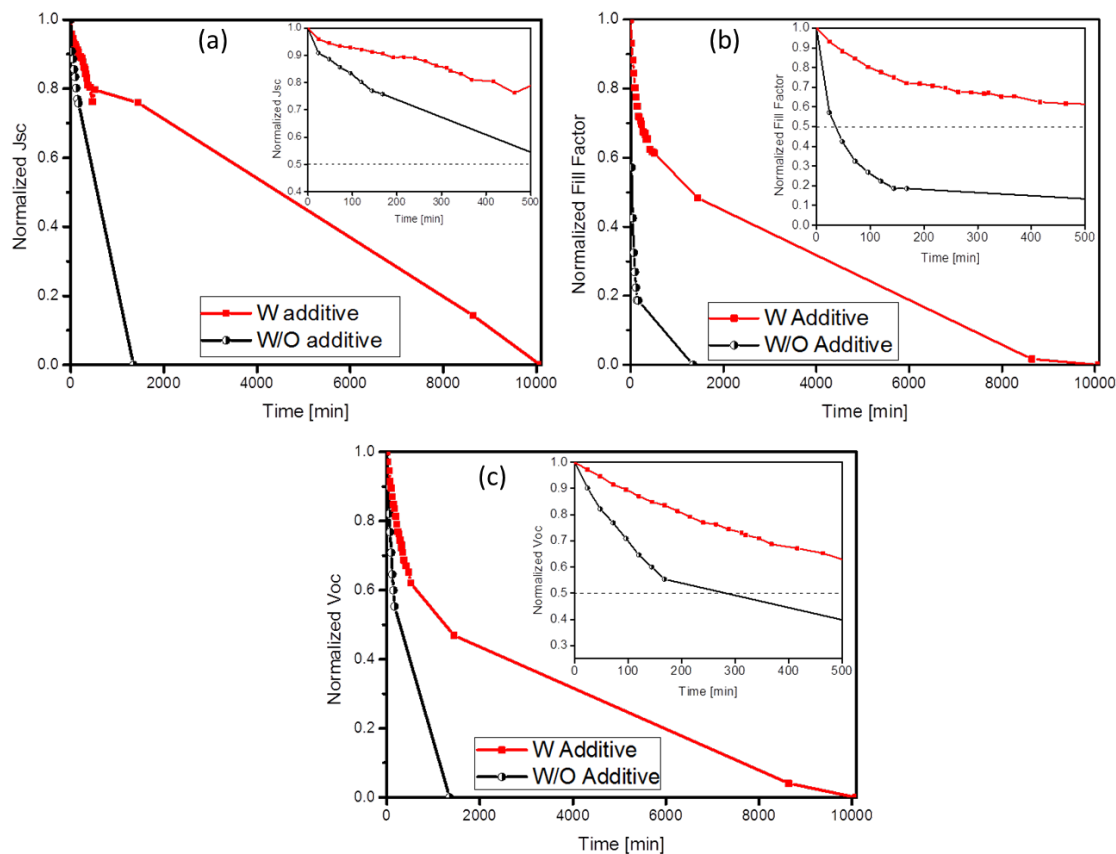 (a)
Normalized Jsc
1.0
0.8
0.6
0.4
0.2
0.0
0 2000 4000 6000 8000 10000
Time [min]
W additive
W/O additive
Normalized Jsc
1.0
0.9
0.8
0.7
0.6
0.5
0.4
0 100 200 300 400 500
Time [min]
(b)
Normalized Fill Factor
1.0
0.8
0.6
0.4
0.2
0.0
0 2000 4000 6000 8000 10000
Time [min]
W Additive
W/O Additive
Normalized Fill Factor
1.0
0.9
0.8
0.7
0.6
0.5
0.4
0.3
0.2
0.1
0.0
0 100 200 300 400 500
Time [min]
(c)
Normalized Voc
1.0
0.8
0.6
0.4
0.2
0.0
0 2000 4000 6000 8000 10000
Time [min]
W Additive
W/O Additive
Normalized Voc
1.0
0.9
0.8
0.7
0.6
0.5
0.4
0.3
0 100 200 300 400 500
Time [min]